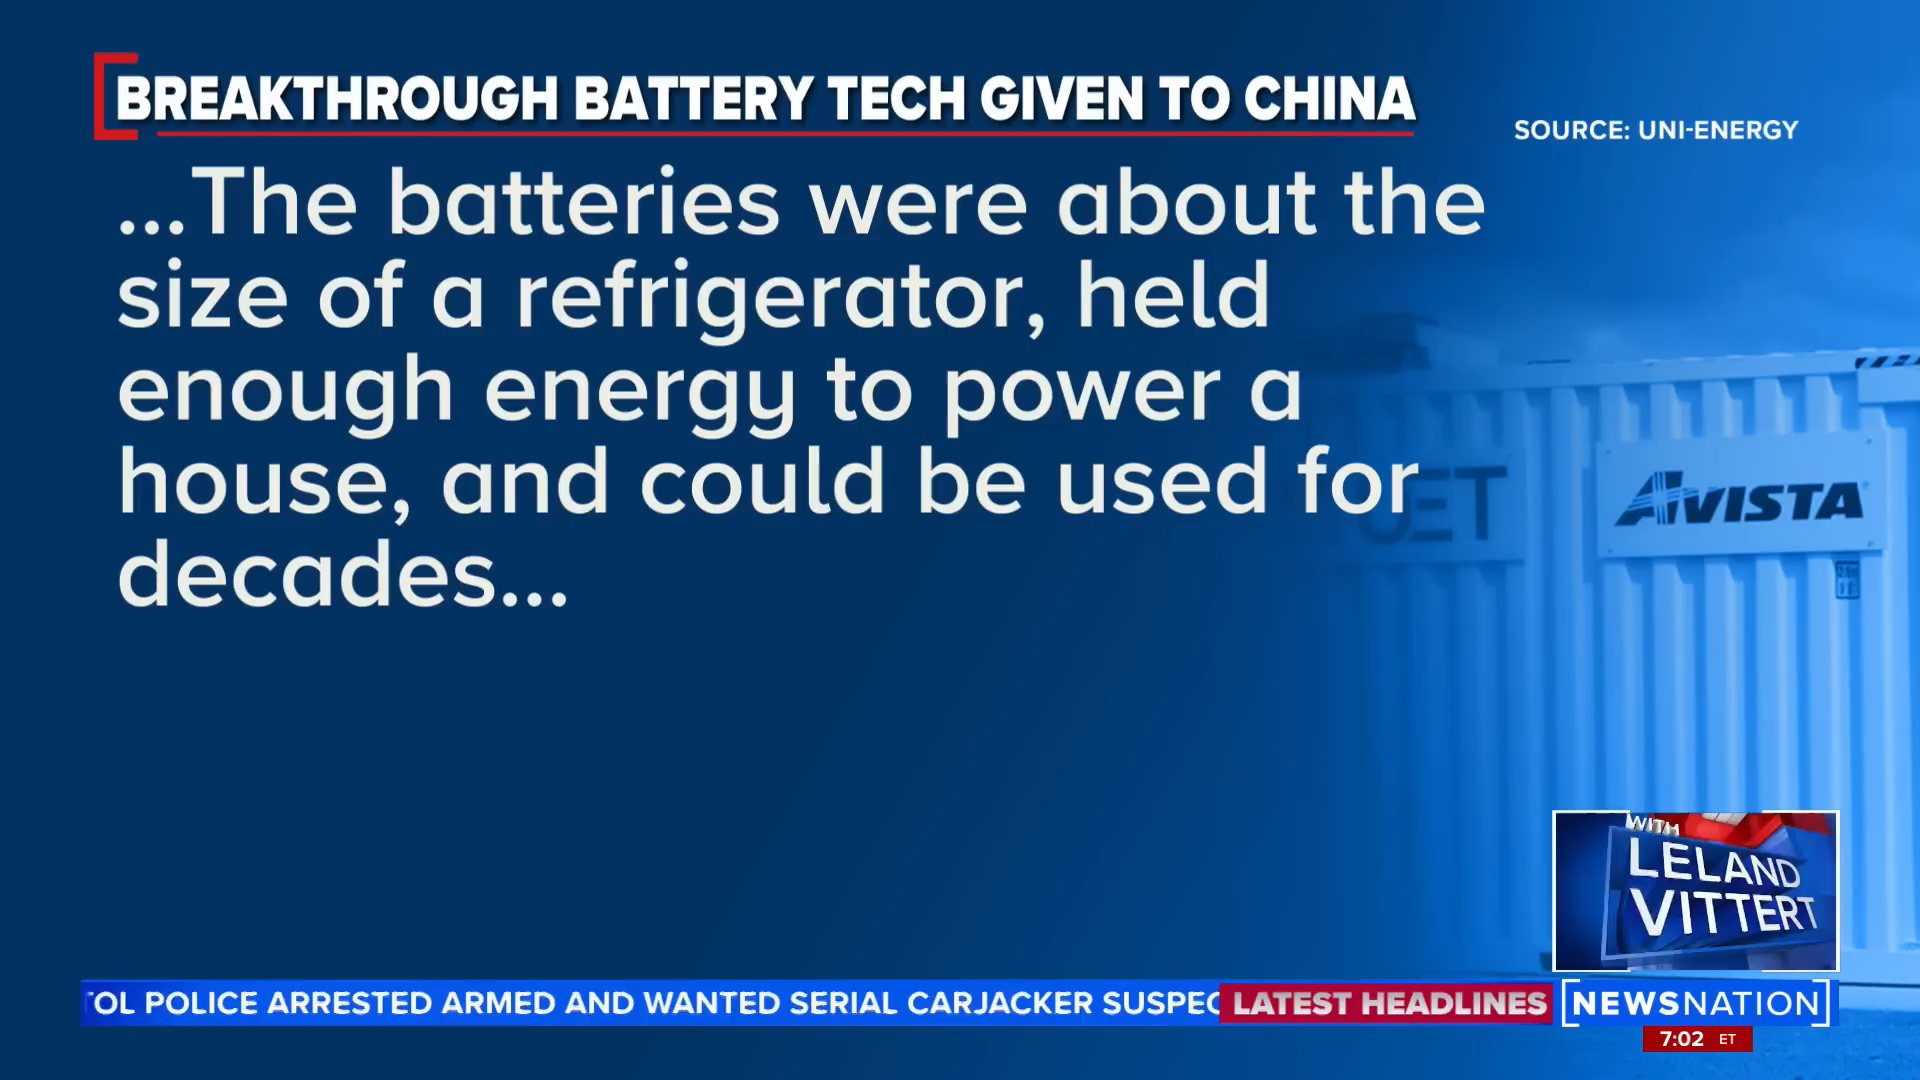 BREAKTHROUGH BATTERY TECH GIVEN TO CHINA
SOURCE: UNI-ENERGY
...The batteries were about the
size of a refrigerator, held
enough energy to power a
house, and could be used for
decades...
UET
AVISTA
WITH
LELAND
VITTERT
TOL POLICE ARRESTED ARMED AND WANTED SERIAL CARJACKER SUSPEC
LATEST HEADLINES
NEWSNATION
7:02 ET